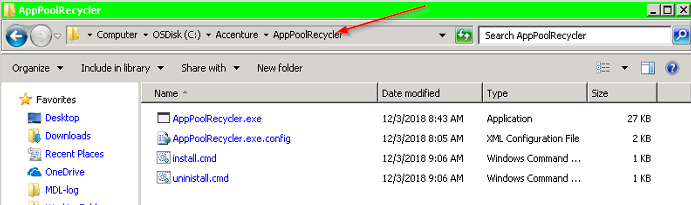 AppPoolRecycler
Computer OSDisk (C:) Accenture AppPoolRecycler Search AppPoolRecycler
Organize Include in library Share with New folder
Favorites
Desktop
Downloads
Recent Places
OneDrive
MDL-log
Name Date modified Type Size
AppPoolRecycler.exe 12/3/2018 8:43 AM Application 27 KB
AppPoolRecycler.exe.config 12/3/2018 8:05 AM XML Configuration File 2 KB
install.cmd 12/3/2018 9:06 AM Windows Command ... 1 KB
uninistall.cmd 12/3/2018 9:06 AM Windows Command ... 1 KB